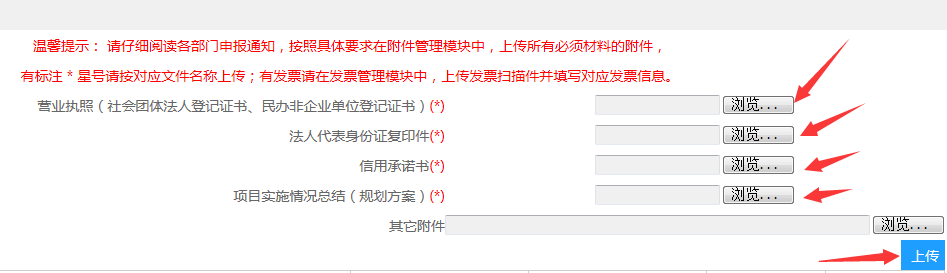 温馨提示： 请仔细阅读各部门申报通知，按照具体要求在附件管理模块中，上传所有必须材料的附件，
有标注 * 星号请按对应文件名称上传；有发票请在发票管理模块中，上传发票扫描件并填写对应发票信息。
营业执照（社会团体法人登记证书、民办非企业单位登记证书）(*) 浏览...
法人代表身份证复印件(*) 浏览...
信用承诺书(*) 浏览...
项目实施情况总结（规划方案）(*) 浏览...
其它附件 浏览...
上传